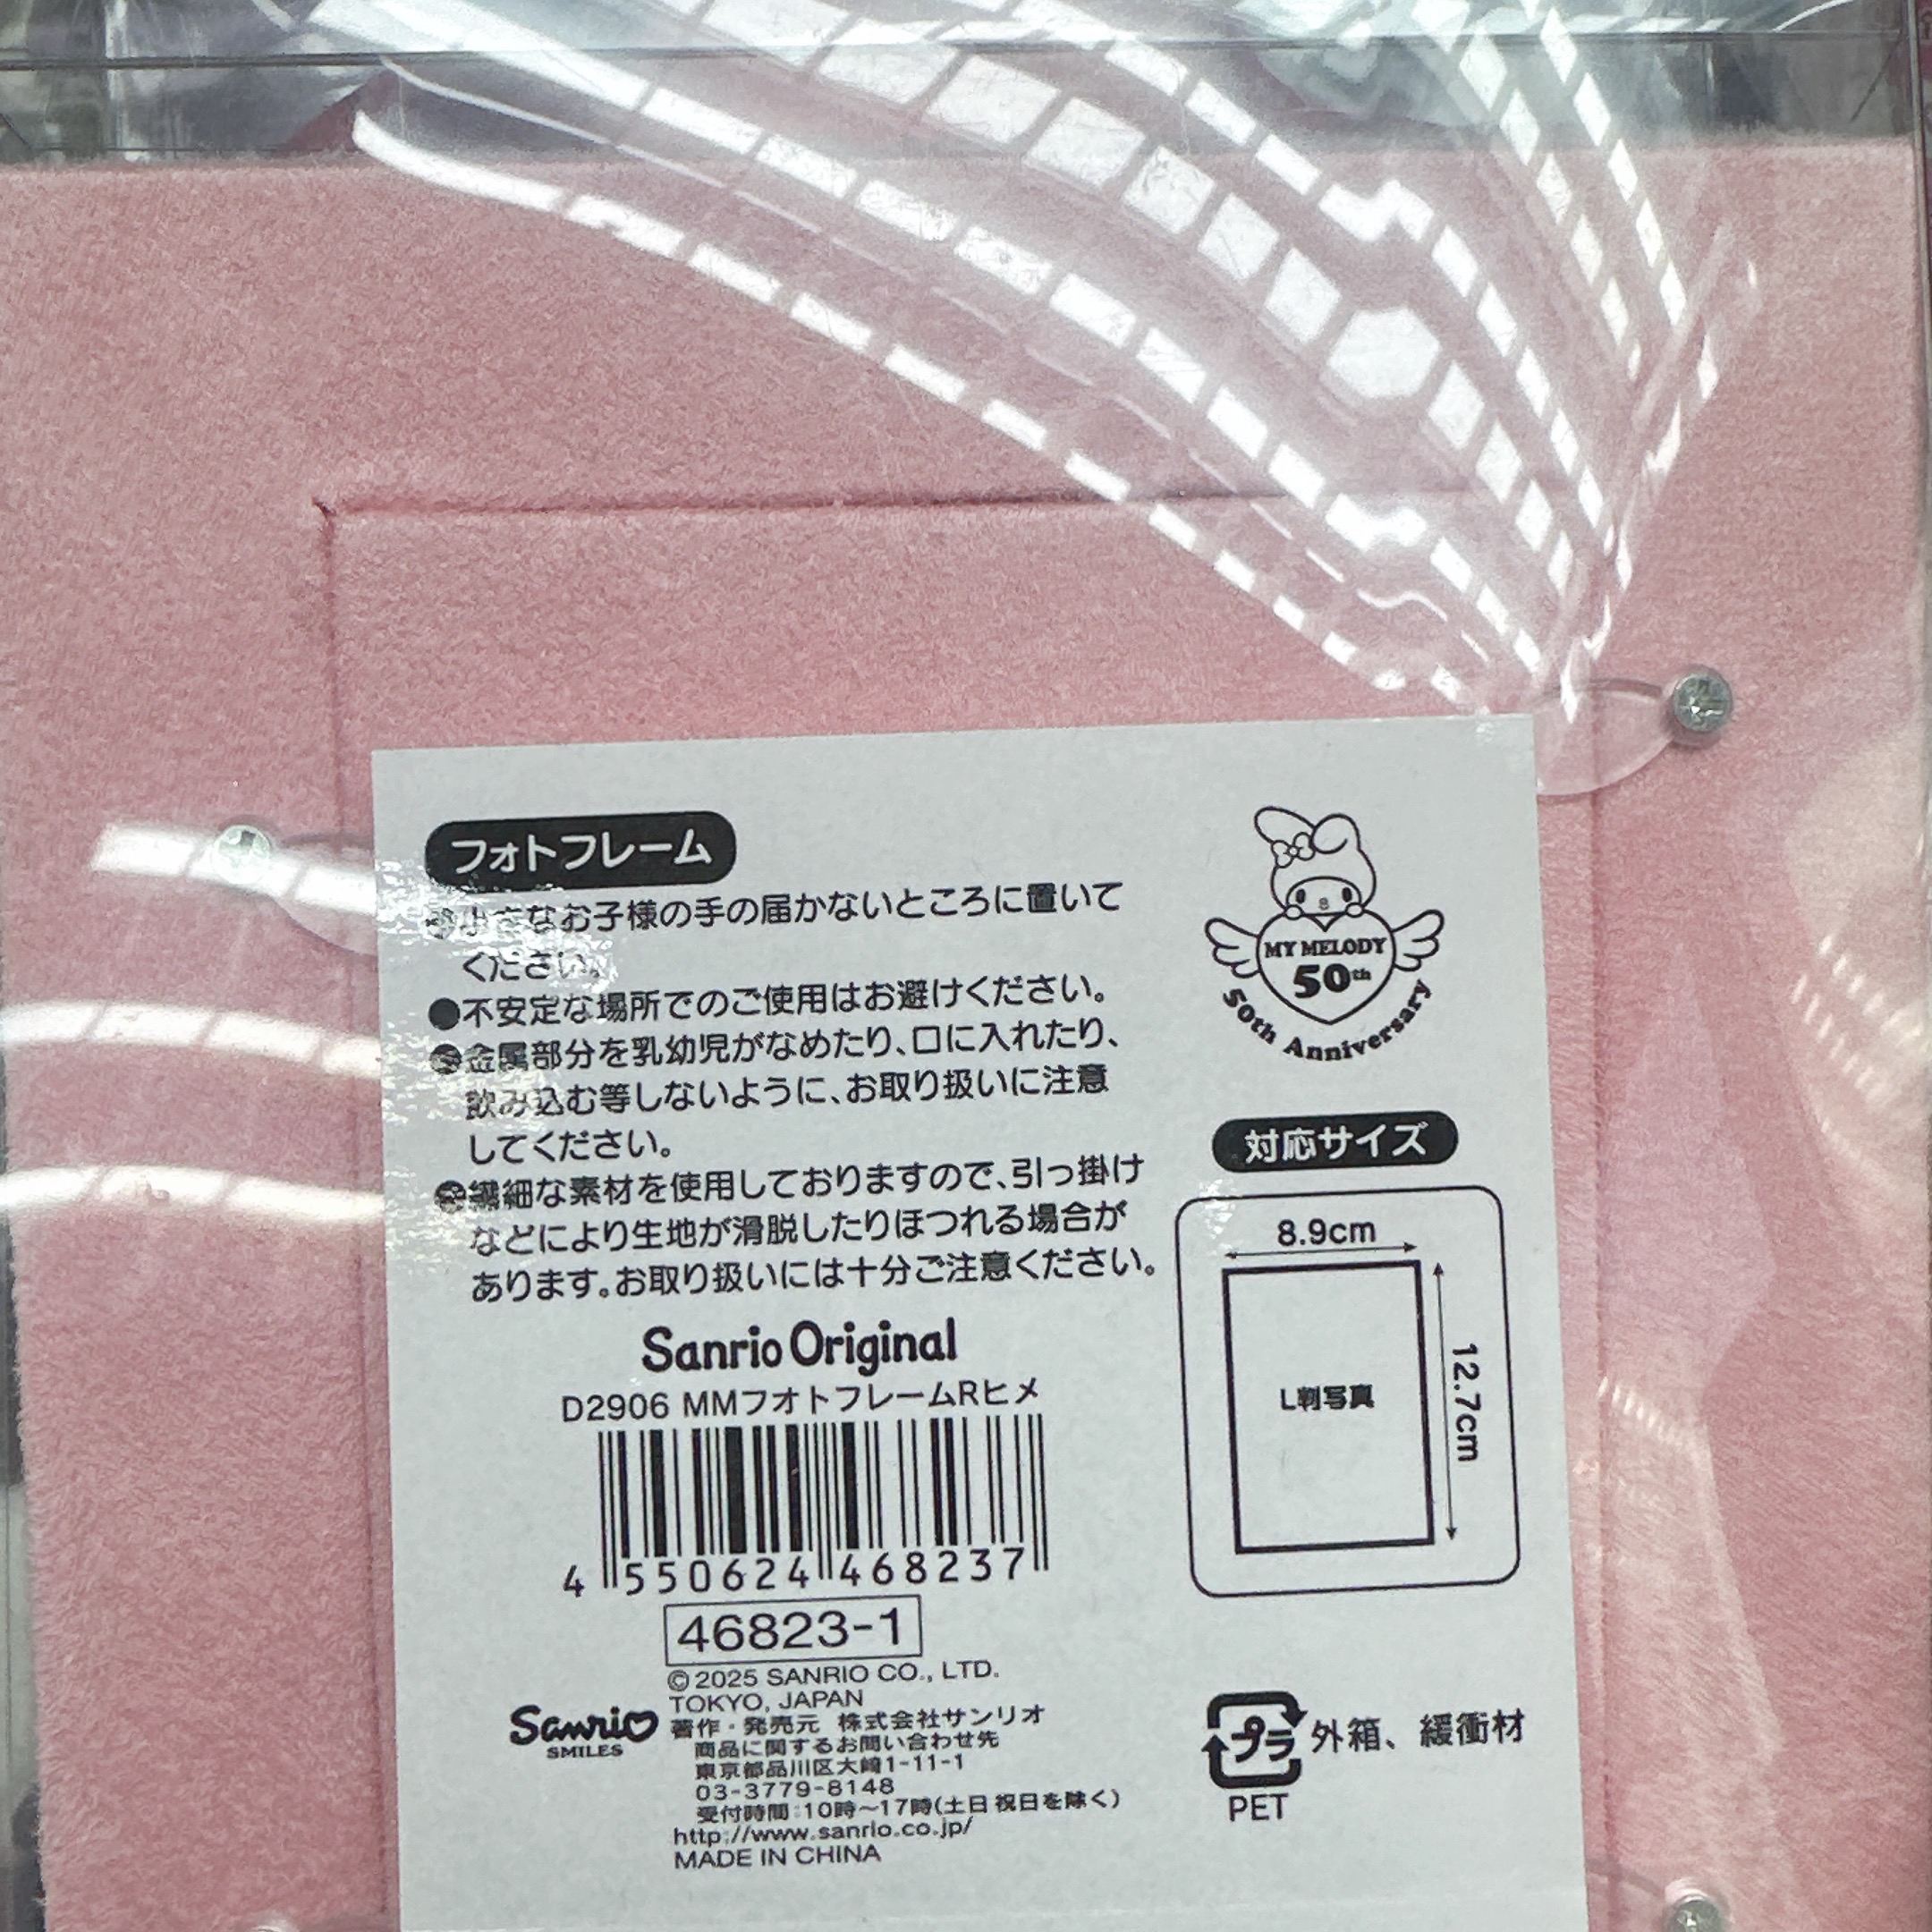 フォトフレーム
●小さなお子様の手の届かないところに置いて
ください。
●不安定な場所でのご使用はお避けください。
●金属部分を乳幼児がなめたり、口に入れたり、
飲み込む等しないように、お取り扱いに注意
してください。
●繊細な素材を使用しておりますので、引っ掛け
などにより生地が滑脱したりほつれる場合が
あります。お取り扱いには十分ご注意ください。
Sanrio Original
D2906 MMフォトフレームRヒメ
4 550624 468237
46823-1
©2025 SANRIO CO., LTD.
TOKYO, JAPAN
著作・発売元 株式会社サンリオ
商品に関するお問い合わせ先
東京都品川区大崎1-11-1
03-3779-8148
受付時間:10時～17時(土日祝日を除く)
http://www.sanrio.co.jp/
MADE IN CHINA
Sanrio
SMILES
MY MELODY
50th
50th Anniversary
対応サイズ
8.9cm
12.7cm
L判写真
プラ 外箱、緩衝材
PET